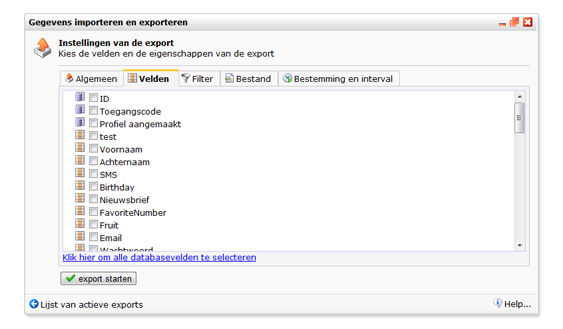 Gegevens importeren en exporteren
Instellingen van de export
Kies de velden en de eigenschappen van de export
Algemeen Velden Filter Bestand Bestemming en interval
ID
Toegangscode
Profiel aangemaakt
test
Voornaam
Achternaam
SMS
Birthday
Nieuwsbrief
FavoriteNumber
Fruit
Email
Wachtwoord
Klik hier om alle databasevelden te selecteren
export starten
Lijst van actieve exports Help...